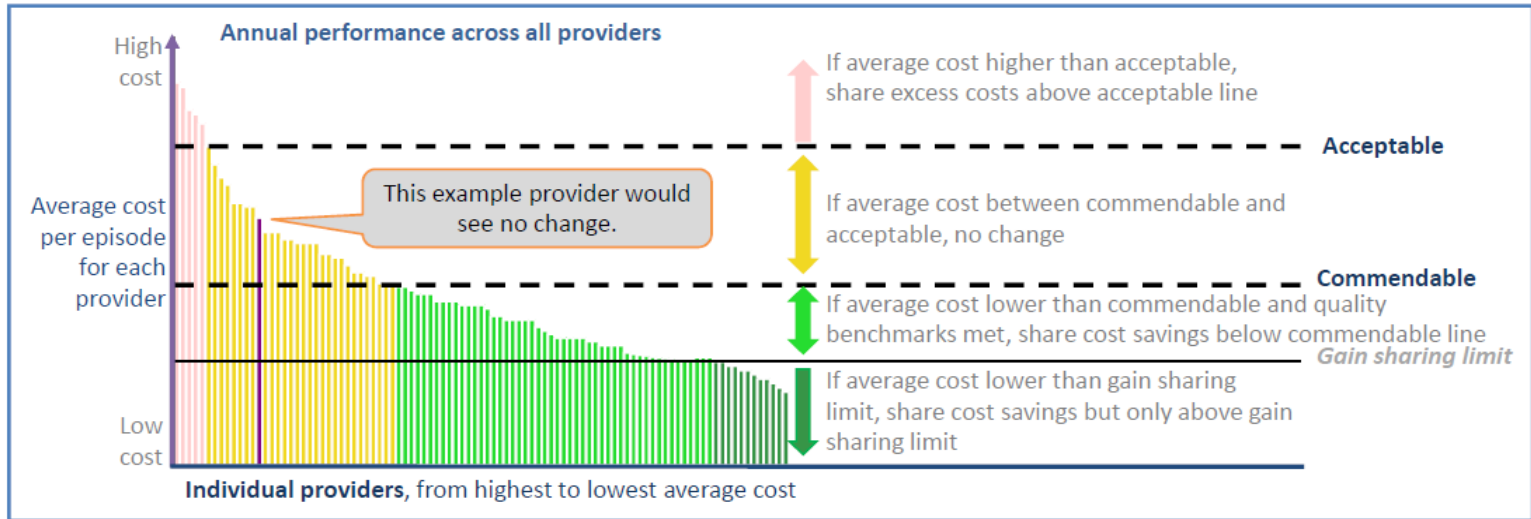 Annual performance across all providers
High
cost
If average cost higher than acceptable,
share excess costs above acceptable line
Acceptable
This example provider would
see no change.
Average cost
per episode
for each
provider
If average cost between commendable and
acceptable, no change
Commendable
If average cost lower than commendable and quality
benchmarks met, share cost savings below commendable line
Gain sharing limit
If average cost lower than gain sharing
limit, share cost savings but only above gain
sharing limit
Low
cost
Individual providers, from highest to lowest average cost